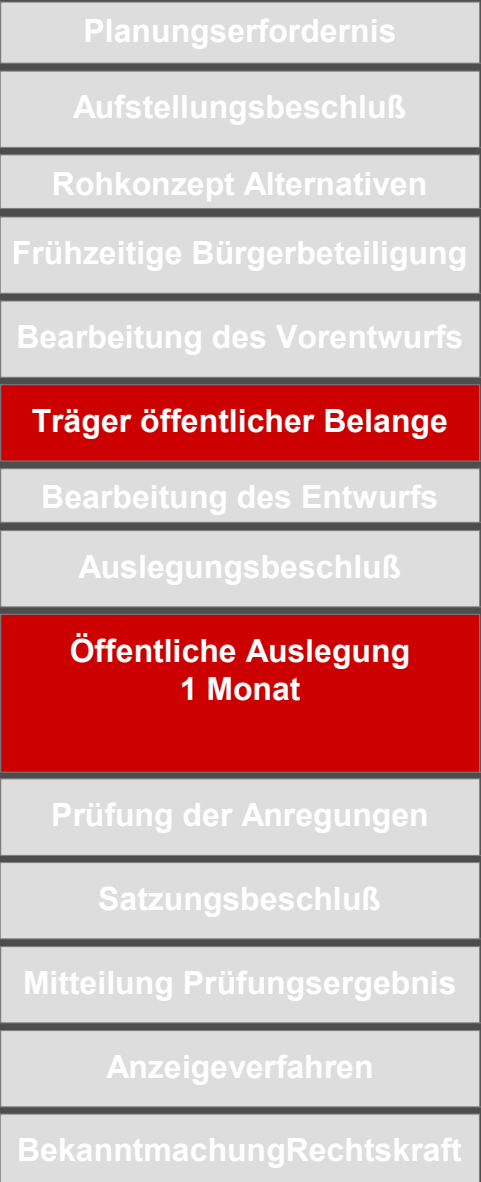 Planungserfordernis
Aufstellungsbeschluß
Rohkonzept Alternativen
Frühzeitige Bürgerbeteiligung
Bearbeitung des Vorentwurfs
Träger öffentlicher Belange
Bearbeitung des Entwurfs
Auslegungsbeschluß
Öffentliche Auslegung
1 Monat
Prüfung der Anregungen
Satzungsbeschluß
Mitteilung Prüfungsergebnis
Anzeigeverfahren
BekanntmachungRechtskraft